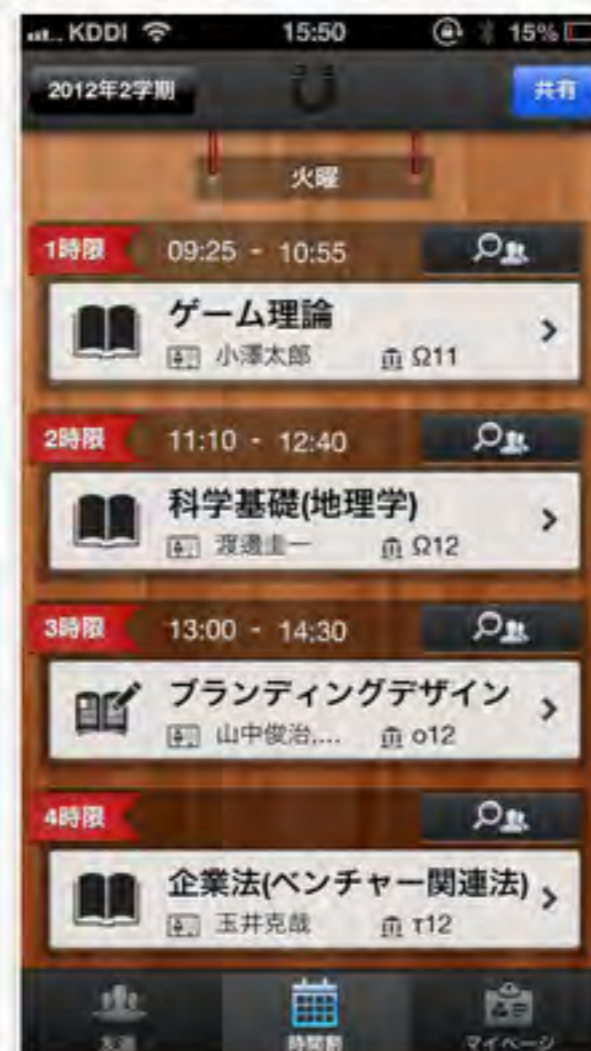 KDDI 15:50 15%
2012年2学期 共有
火曜
1時限 09:25 - 10:55
ゲーム理論
小澤太郎 Ω11
2時限 11:10 - 12:40
科学基礎(地理学)
渡邊圭一 Ω12
3時限 13:00 - 14:30
ブランディングデザイン
山中俊治,... ο12
4時限
企業法(ベンチャー関連法)
玉井克哉 τ12
友達 時間割 マイページ